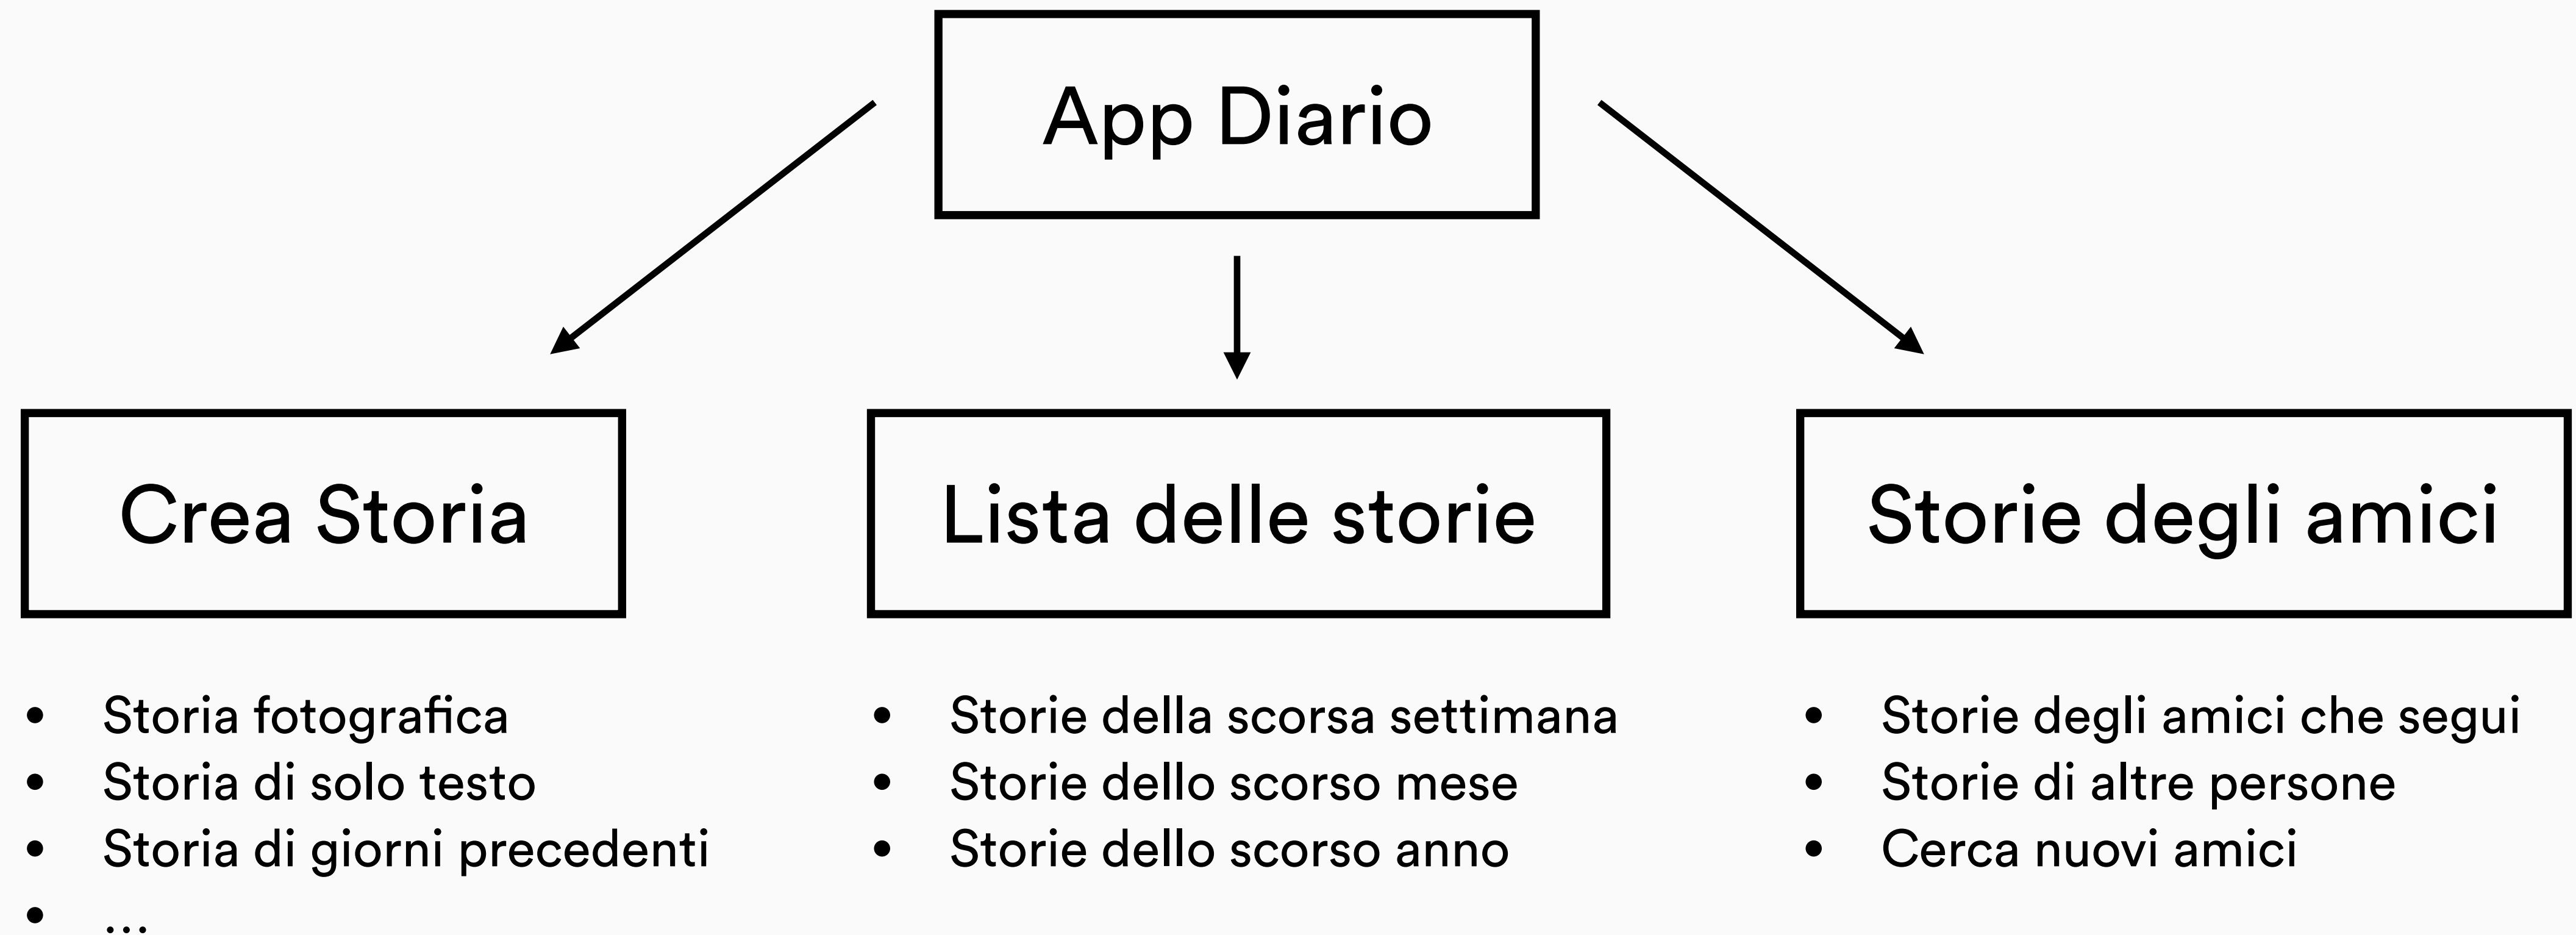 App Diario
Crea Storia
Lista delle storie
Storie degli amici
• Storia fotografica
• Storia di solo testo
• Storia di giorni precedenti
• ...
• Storie della scorsa settimana
• Storie dello scorso mese
• Storie dello scorso anno
• Storie degli amici che segui
• Storie di altre persone
• Cerca nuovi amici